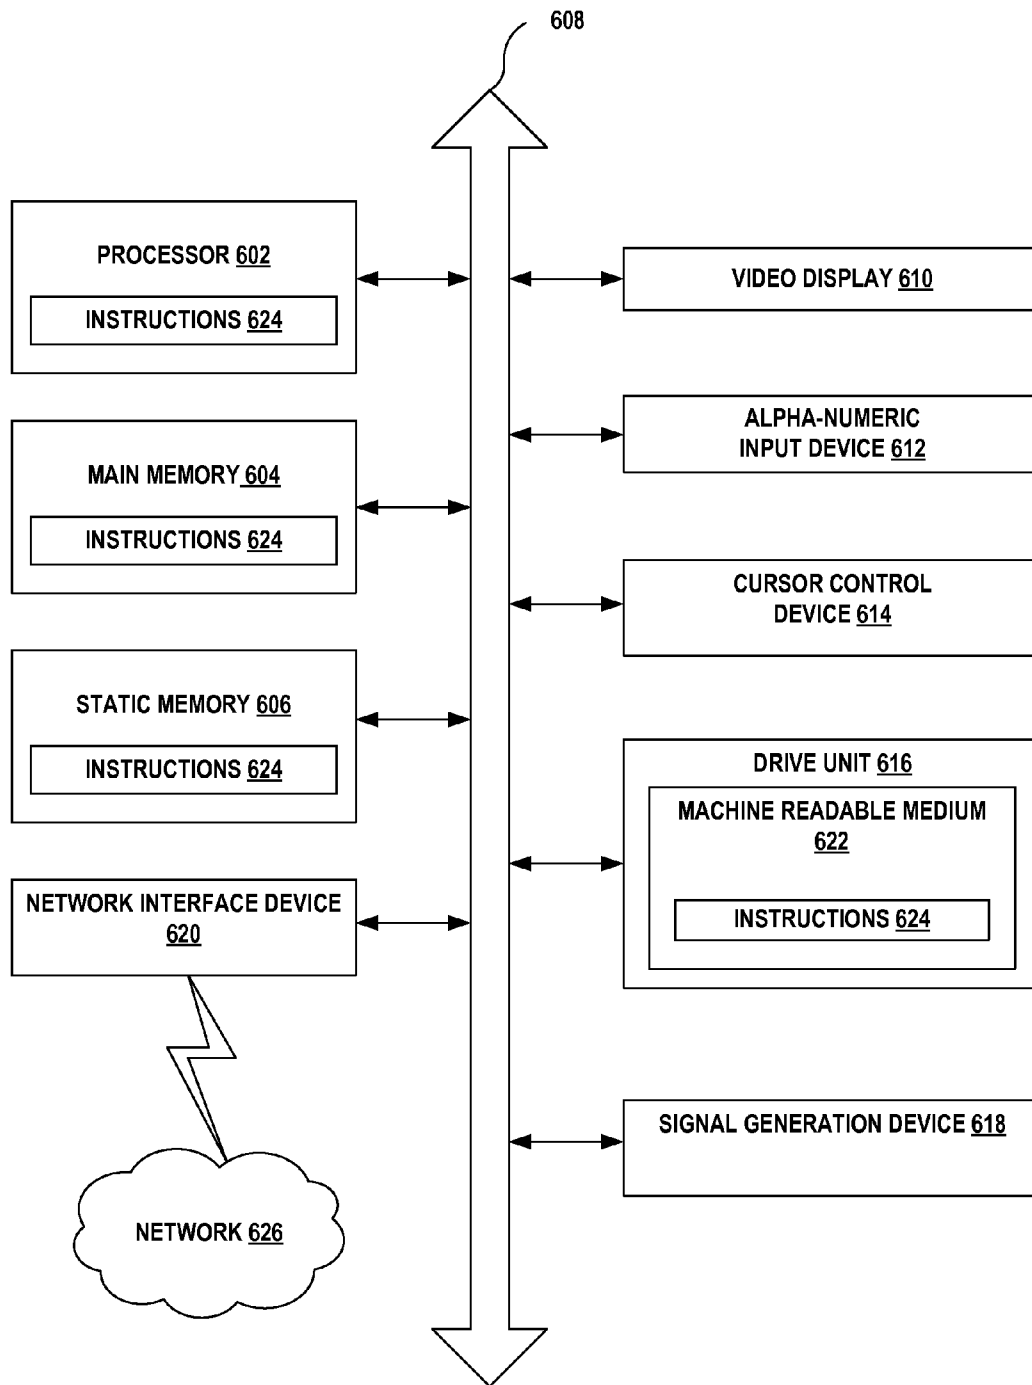 608
PROCESSOR 602
INSTRUCTIONS 624
MAIN MEMORY 604
INSTRUCTIONS 624
STATIC MEMORY 606
INSTRUCTIONS 624
NETWORK INTERFACE DEVICE
620
NETWORK 626
VIDEO DISPLAY 610
ALPHA-NUMERIC
INPUT DEVICE 612
CURSOR CONTROL
DEVICE 614
DRIVE UNIT 616
MACHINE READABLE MEDIUM
622
INSTRUCTIONS 624
SIGNAL GENERATION DEVICE 618